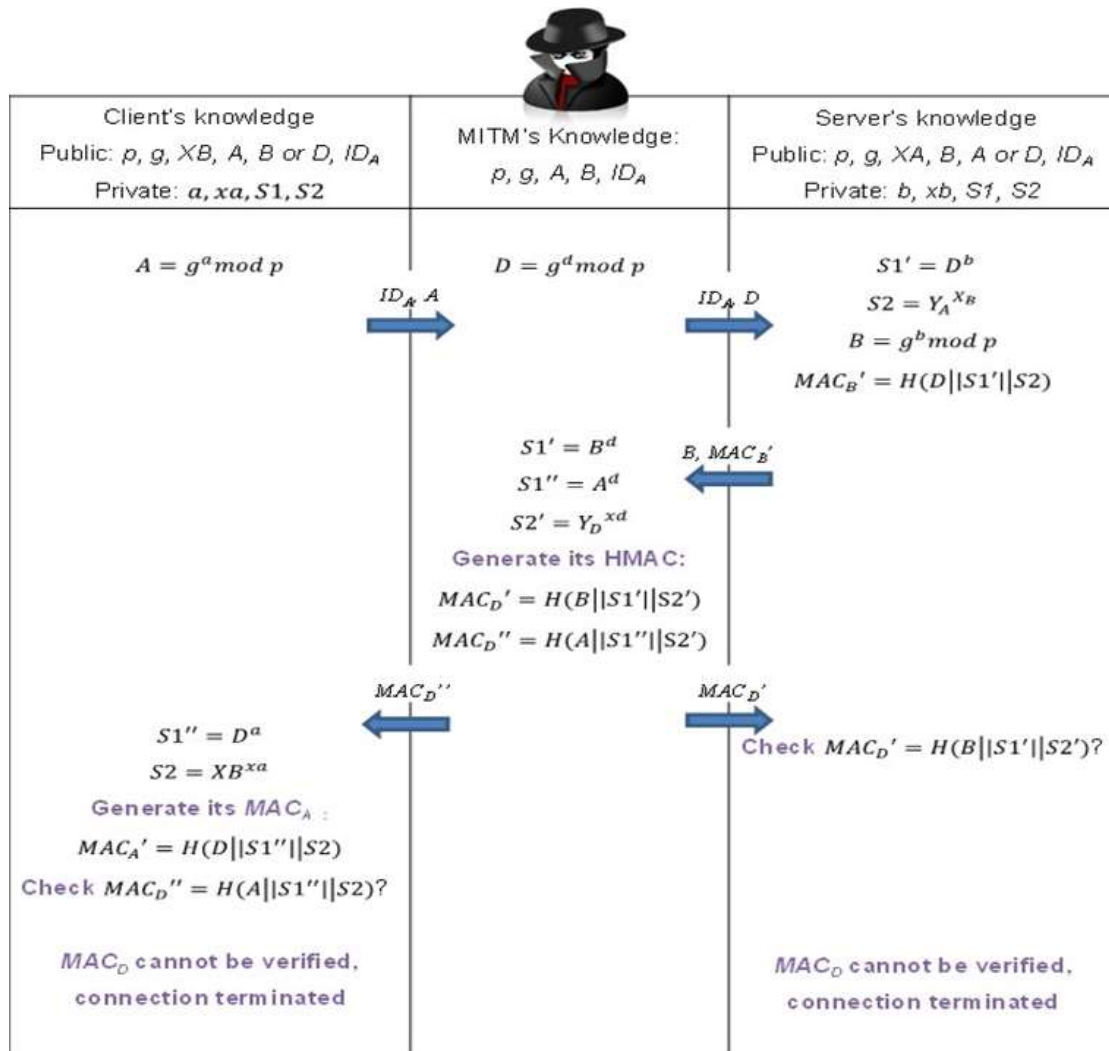 Client's knowledge
Public: p, g, XB, A, B or D, ID_A
Private: a, xa, S1, S2
MITM's Knowledge:
p, g, A, B, ID_A
Server's knowledge
Public: p, g, XA, B, A or D, ID_A
Private: b, xb, S1, S2
A = g^a mod p
ID_A, A
D = g^d mod p
ID_A, D
S1' = D^b
S2 = Y_A^{X_B}
B = g^b mod p
MAC_B' = H(D||S1'||S2)
B, MAC_B'
S1' = B^d
S1'' = A^d
S2' = Y_D^{xd}
Generate its HMAC:
MAC_D' = H(B||S1'||S2')
MAC_D'' = H(A||S1''||S2')
MAC_D''
MAC_D'
S1'' = D^a
S2 = XB^{xa}
Generate its MAC_A :
MAC_A' = H(D||S1''||S2)
Check MAC_D'' = H(A||S1''||S2)?
MAC_D cannot be verified,
connection terminated
Check MAC_D' = H(B||S1'||S2')?
MAC_D cannot be verified,
connection terminated